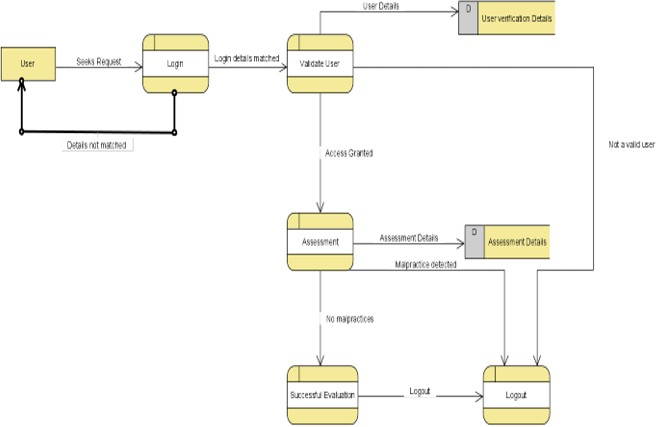 User Details
D
User verification Details
User
Seeks Request
Login
Login details matched
Validate User
Details not matched
Access Granted
Not a valid user
Assessment
Assessment Details
D
Assessment Details
Malpractice detected
No malpractices
Successful Evaluation
Logout
Logout